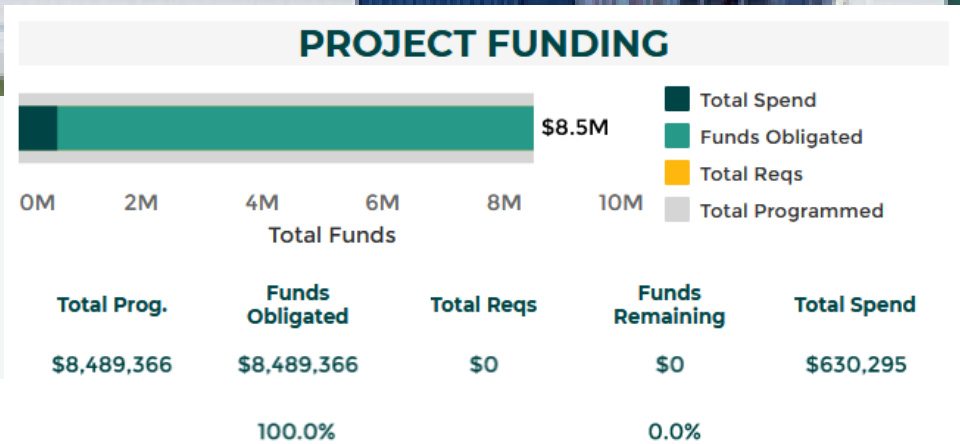 PROJECT FUNDING
$8.5M
0M 2M 4M 6M 8M 10M
Total Funds
Total Spend
Funds Obligated
Total Reqs
Total Programmed
Total Prog. Funds Obligated Total Reqs Funds Remaining Total Spend
$8,489,366 $8,489,366 $0 $0 $630,295
100.0% 0.0%